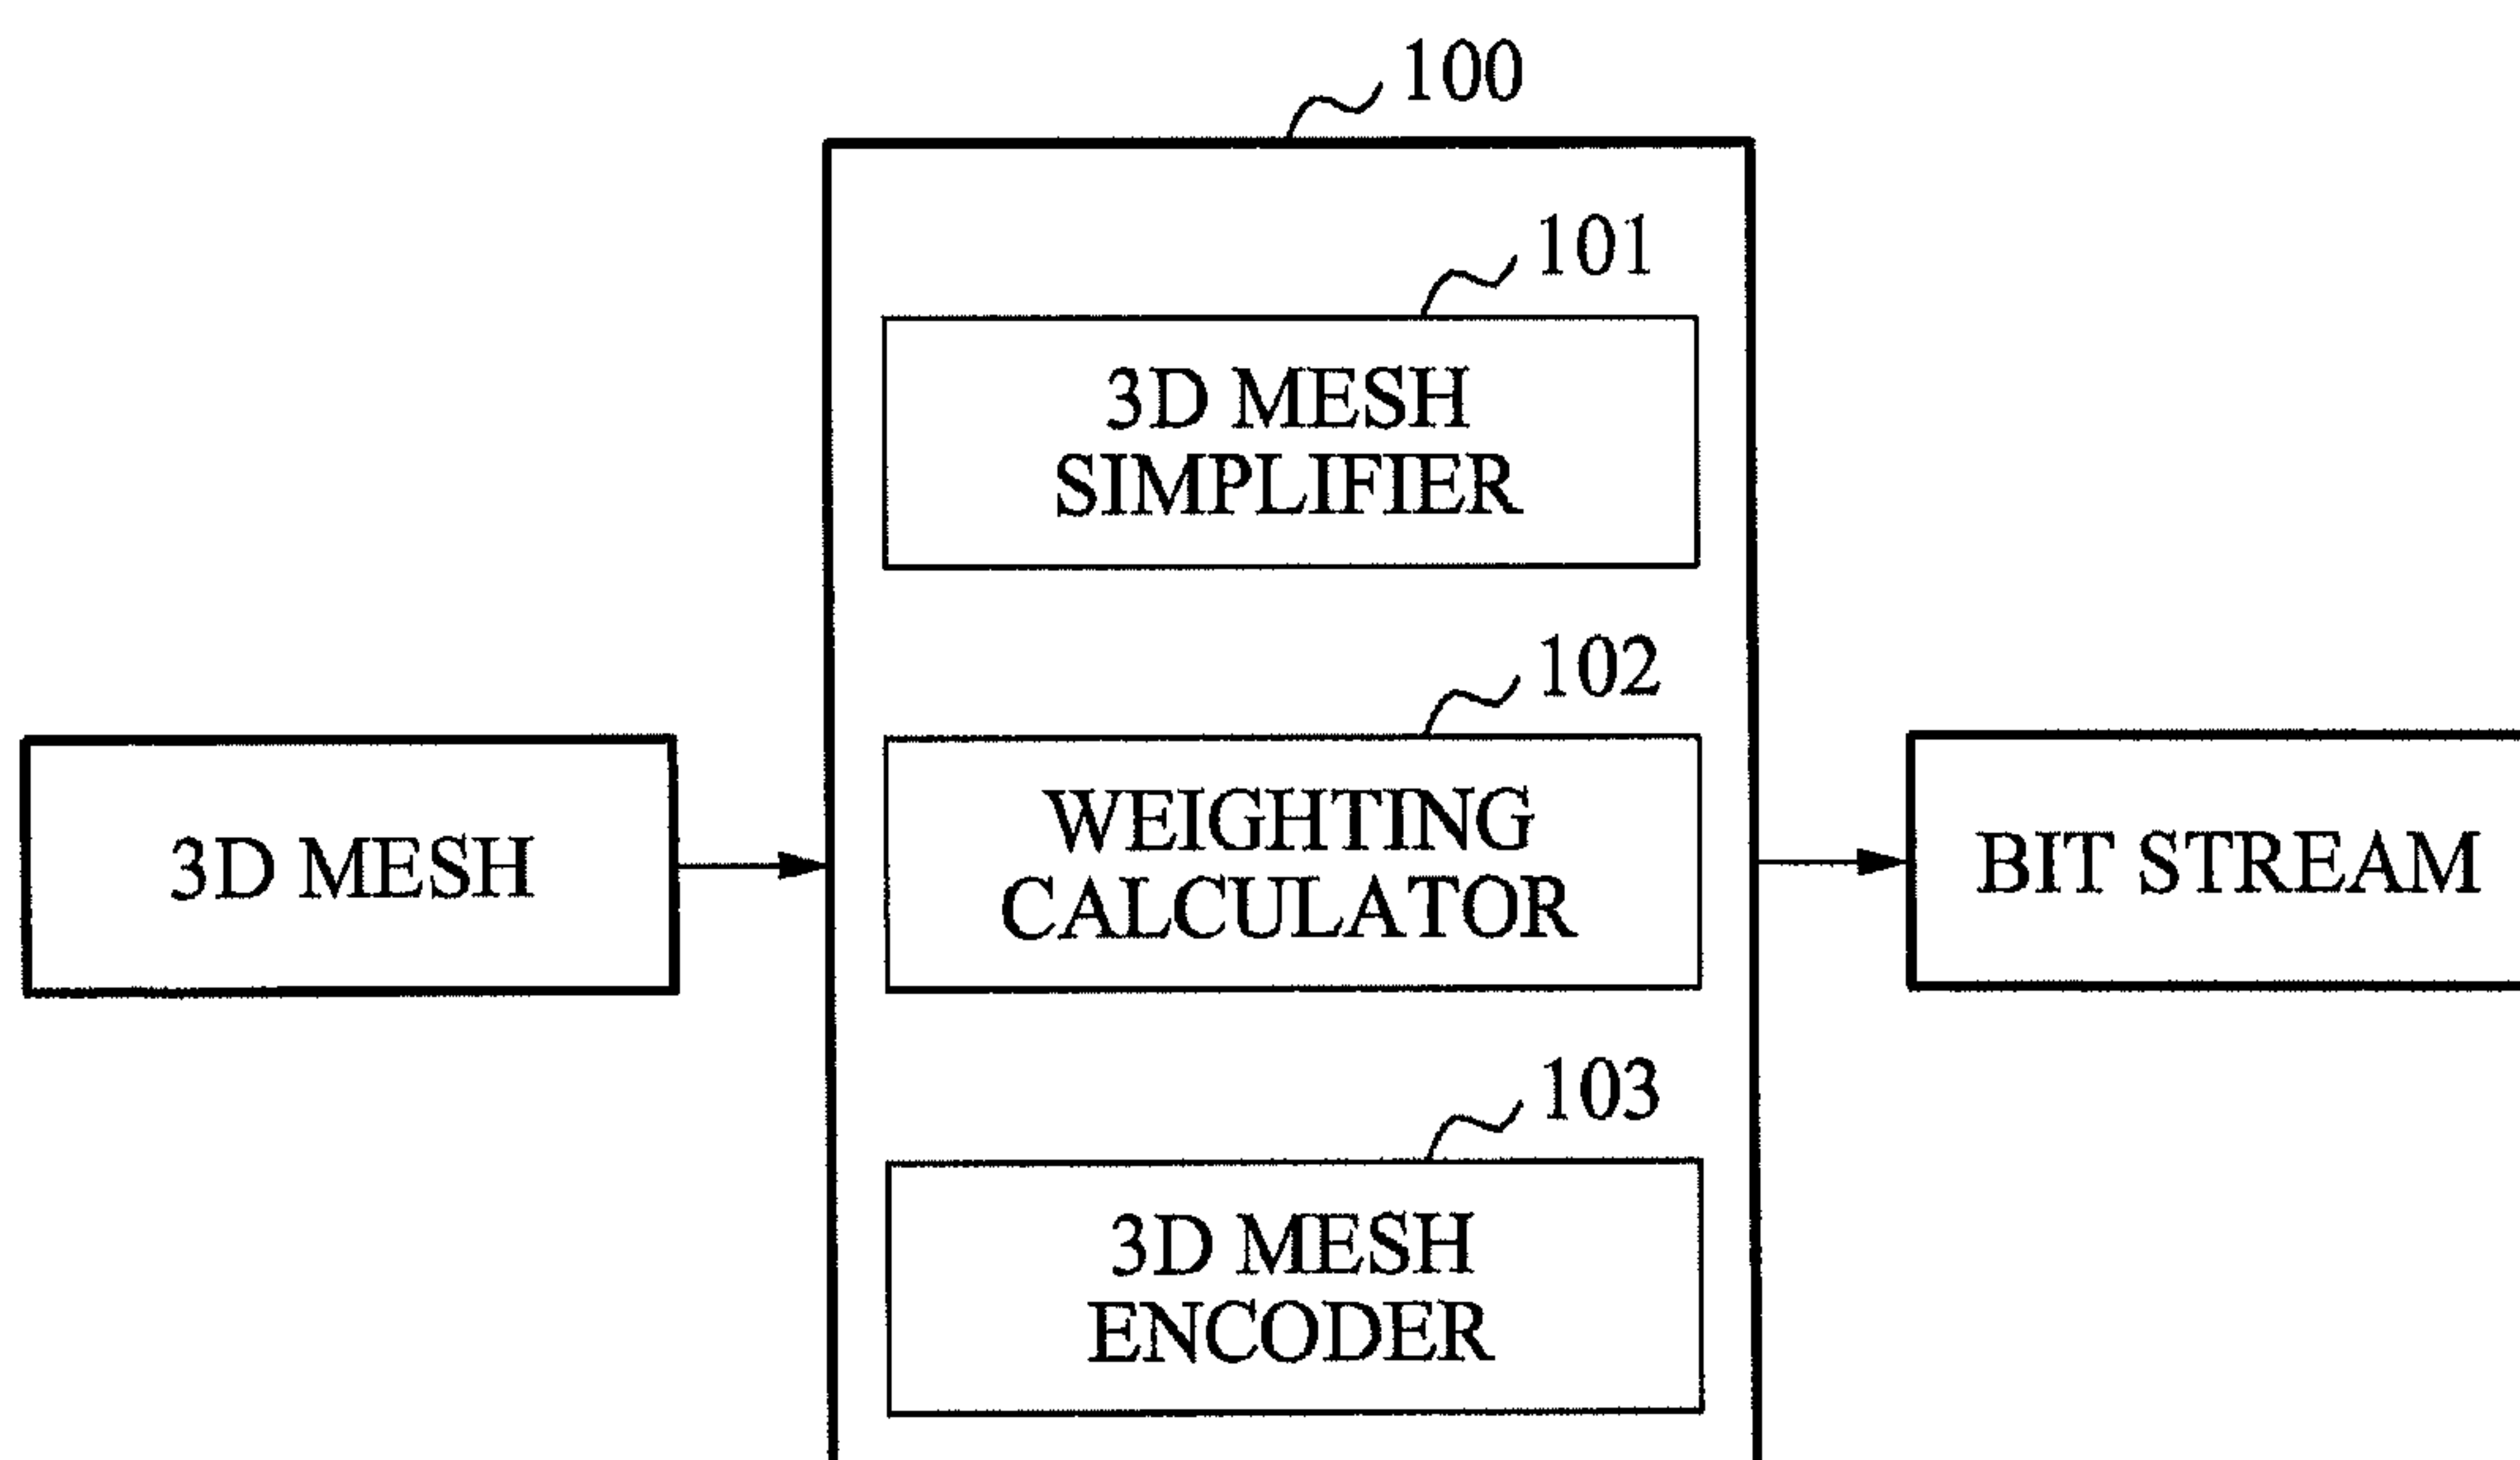 100
101
3D MESH
SIMPLIFIER
102
3D MESH
WEIGHTING
CALCULATOR
BIT STREAM
103
3D MESH
ENCODER